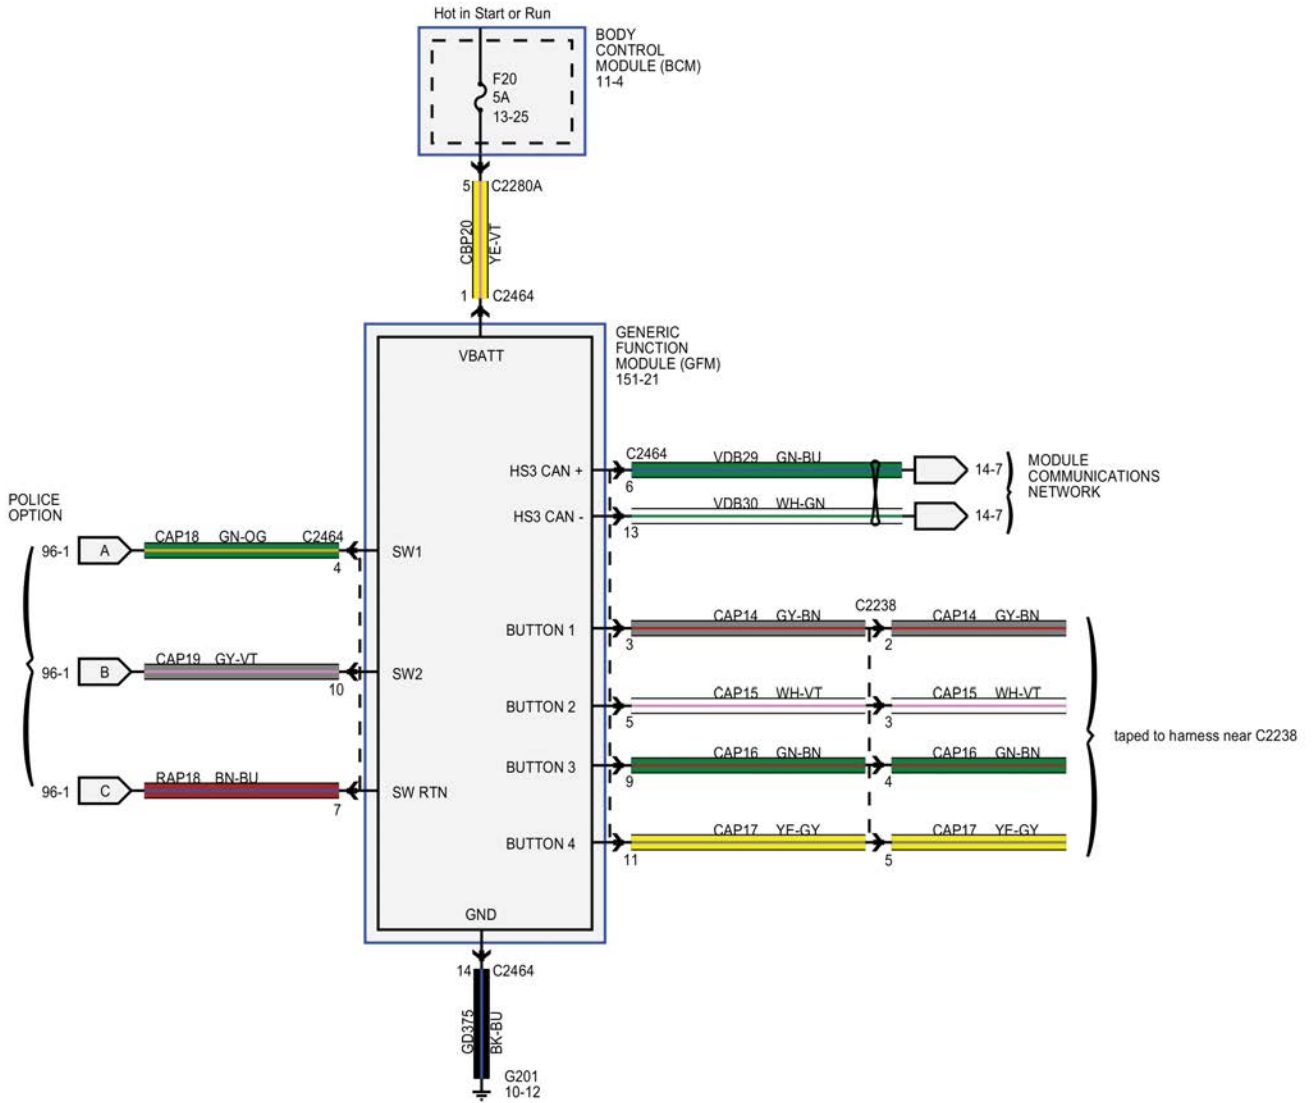 Hot in Start or Run
BODY
CONTROL
MODULE (BCM)
11-4
F20
5A
13-25
5 C2280A
CBP20
YE-VT
1 C2464
GENERIC
FUNCTION
MODULE (GFM)
151-21
VBATT
HS3 CAN +
C2464
VDB29 GN-BU
6
14-7
MODULE
COMMUNICATIONS
NETWORK
HS3 CAN -
VDB30 WH-GN
13
14-7
POLICE
OPTION
96-1
A
CAP18 GN-OG C2464
4
SW1
96-1
B
CAP19 GY-VT
10
SW2
96-1
C
RAP18 BN-BU
7
SW RTN
BUTTON 1
CAP14 GY-BN
3
C2238
CAP14 GY-BN
2
BUTTON 2
CAP15 WH-VT
5
CAP15 WH-VT
3
BUTTON 3
CAP16 GN-BN
9
CAP16 GN-BN
4
BUTTON 4
CAP17 YE-GY
11
CAP17 YE-GY
5
taped to harness near C2238
GND
14 C2464
GD375
BK-BU
G201
10-12